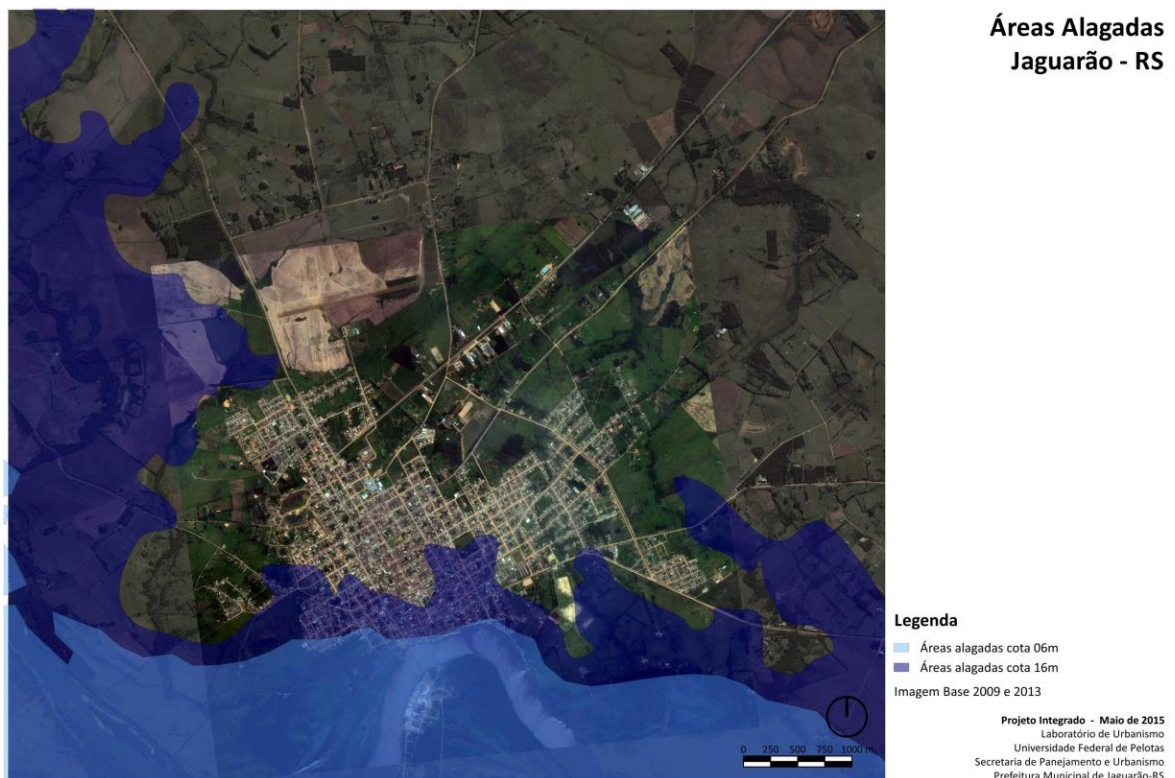 Áreas Alagadas
Jaguarão - RS
Legenda
Áreas alagadas cota 06m
Áreas alagadas cota 16m
Imagem Base 2009 e 2013
Projeto Integrado - Maio de 2015
Laboratório de Urbanismo
Universidade Federal de Pelotas
Secretaria de Panejamento e Urbanismo
Prefeitura Municipal de Jaguarão-RS
0 250 500 750 1000 m